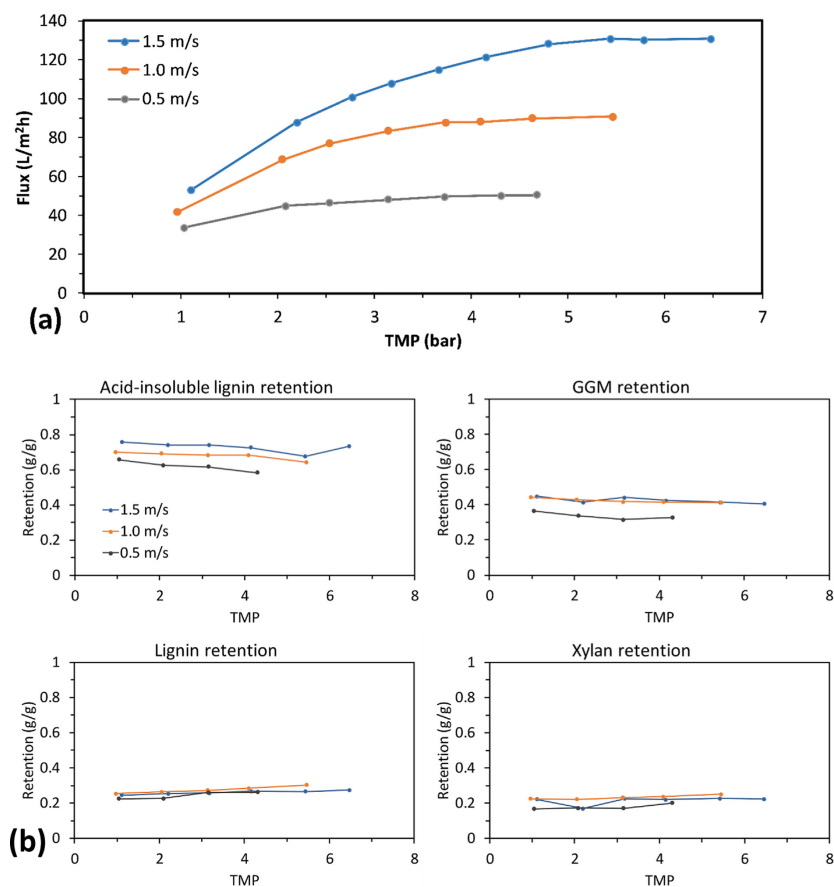 140
120
100
80
60
40
20
0
Flux (L/m²h)
1.5 m/s
1.0 m/s
0.5 m/s
0 1 2 3 4 5 6 7
TMP (bar)
(a)
Acid-insoluble lignin retention
1
0.8
0.6
0.4
0.2
0
Retention (g/g)
1.5 m/s
1.0 m/s
0.5 m/s
0 2 4 6 8
TMP
GGM retention
1
0.8
0.6
0.4
0.2
0
Retention (g/g)
0 2 4 6 8
TMP
Lignin retention
1
0.8
0.6
0.4
0.2
0
Retention (g/g)
0 2 4 6 8
TMP
Xylan retention
1
0.8
0.6
0.4
0.2
0
Retention (g/g)
0 2 4 6 8
TMP
(b)